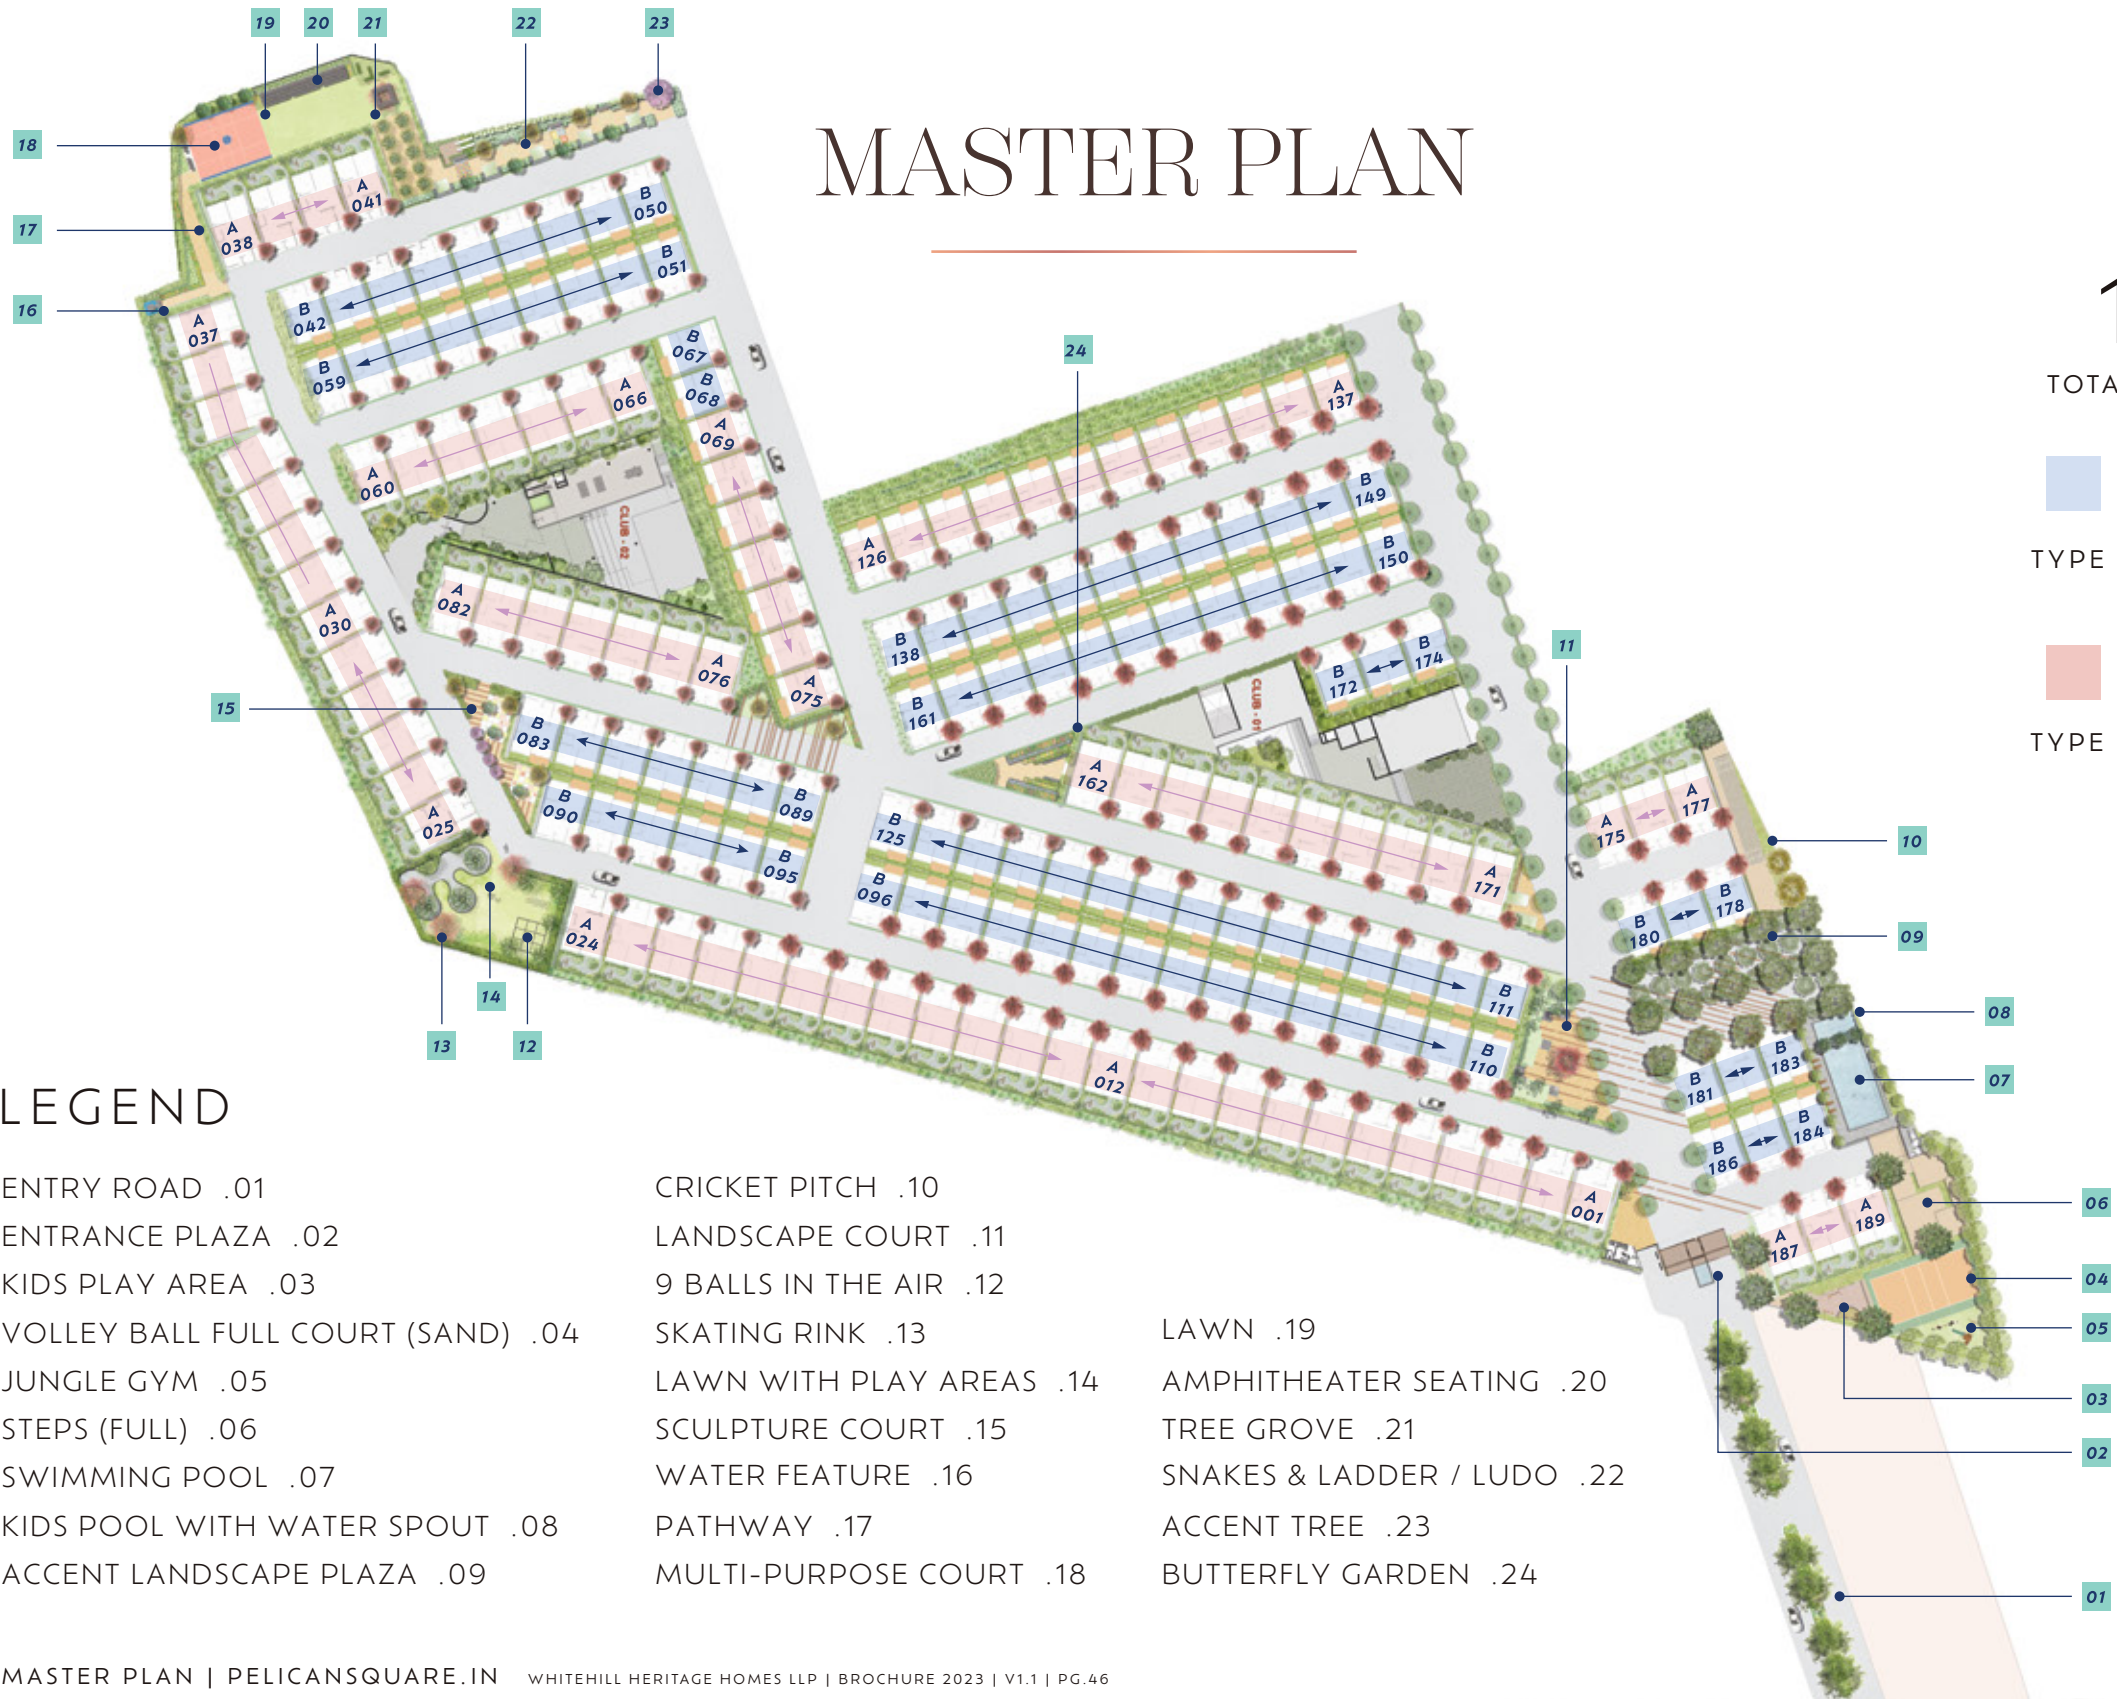 19 20 21 22 23
MASTER PLAN
18
17
16
A 041
A 038
B 050
B 051
B 042
B 059
A 037
B 067
B 068
A 069
A 066
A 060
24
A 137
TOTA
B 149
B 150
A 126
TYPE
CLUB - 02
A 082
A 030
A 076
A 075
B 138
B 161
B 174
B 172
CLUB - 01
11
TYPE
15
B 083
B 089
B 090
B 095
A 025
A 162
A 171
B 125
B 096
A 177
A 175
10
B 178
B 180
09
A 024
14
13
12
B 111
B 110
08
07
A 012
B 183
B 181
B 184
B 186
A 001
A 189
A 187
06
04
05
03
02
01
LEGEND
ENTRY ROAD .01
ENTRANCE PLAZA .02
KIDS PLAY AREA .03
VOLLEY BALL FULL COURT (SAND) .04
JUNGLE GYM .05
STEPS (FULL) .06
SWIMMING POOL .07
KIDS POOL WITH WATER SPOUT .08
ACCENT LANDSCAPE PLAZA .09
CRICKET PITCH .10
LANDSCAPE COURT .11
9 BALLS IN THE AIR .12
SKATING RINK .13
LAWN WITH PLAY AREAS .14
SCULPTURE COURT .15
WATER FEATURE .16
PATHWAY .17
MULTI-PURPOSE COURT .18
LAWN .19
AMPHITHEATER SEATING .20
TREE GROVE .21
SNAKES & LADDER / LUDO .22
ACCENT TREE .23
BUTTERFLY GARDEN .24
MASTER PLAN | PELICANSQUARE.IN WHITEHILL HERITAGE HOMES LLP | BROCHURE 2023 | V1.1 | PG.46